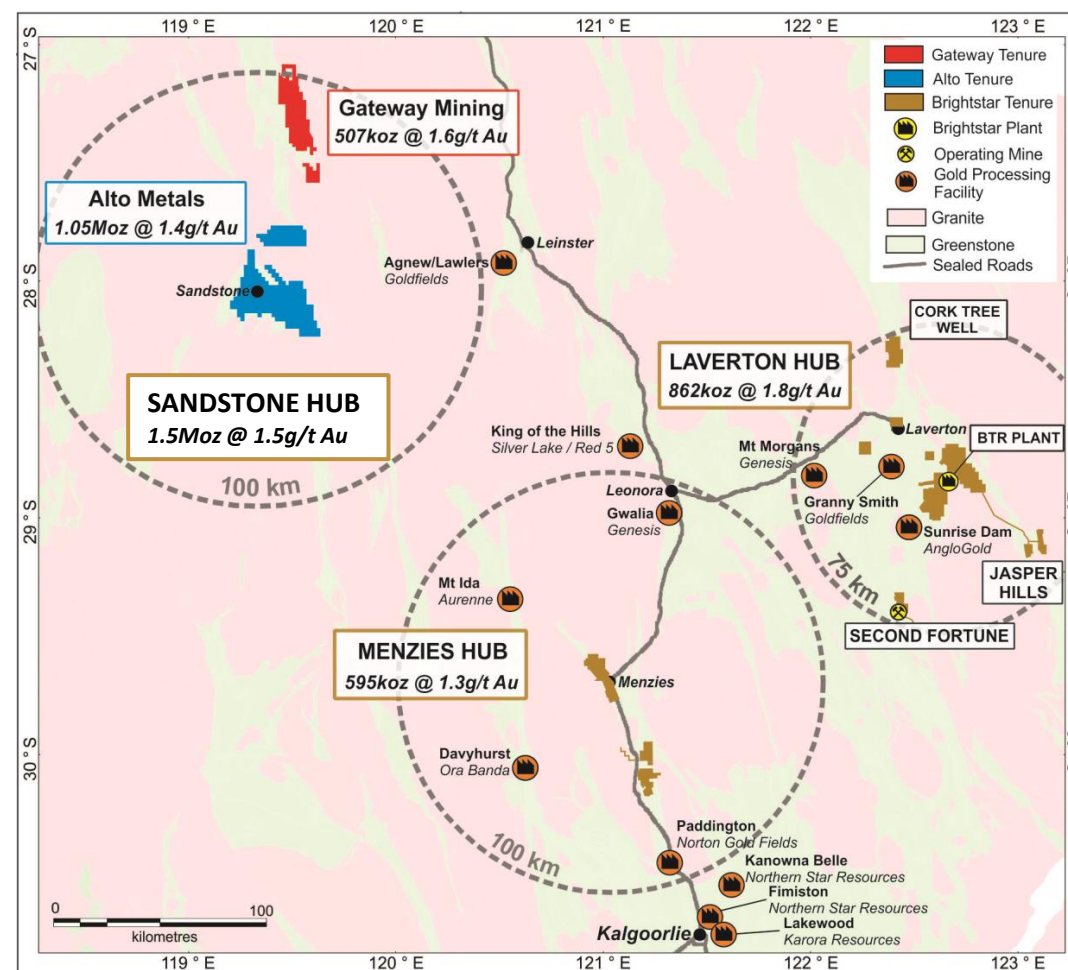 119° E
120° E
121° E
122° E
123° E
27° S
28° S
29° S
30° S
Gateway Tenure
Alto Tenure
Brightstar Tenure
Brightstar Plant
Operating Mine
Gold Processing
Facility
Granite
Greenstone
Sealed Roads
Gateway Mining
507koz @ 1.6g/t Au
Alto Metals
1.05Moz @ 1.4g/t Au
Leinster
Agnew/Lawlers
Goldfields
Sandstone
SANDSTONE HUB
1.5Moz @ 1.5g/t Au
100 km
CORK TREE
WELL
LAVERTON HUB
862koz @ 1.8g/t Au
King of the Hills
Silver Lake / Red 5
Laverton
Mt Morgans
Genesis
BTR PLANT
Leonora
Granny Smith
Goldfields
Gwalia
Genesis
Sunrise Dam
AngloGold
75 km
JASPER
HILLS
Mt Ida
Aurenne
SECOND FORTUNE
MENZIES HUB
595koz @ 1.3g/t Au
Menzies
Davyhurst
Ora Banda
100 km
Paddington
Norton Gold Fields
Kanowna Belle
Northern Star Resources
Fimiston
Northern Star Resources
Kalgoorlie
Lakewood
Karora Resources
0
100
kilometres
119° E
120° E
121° E
122° E
123° E